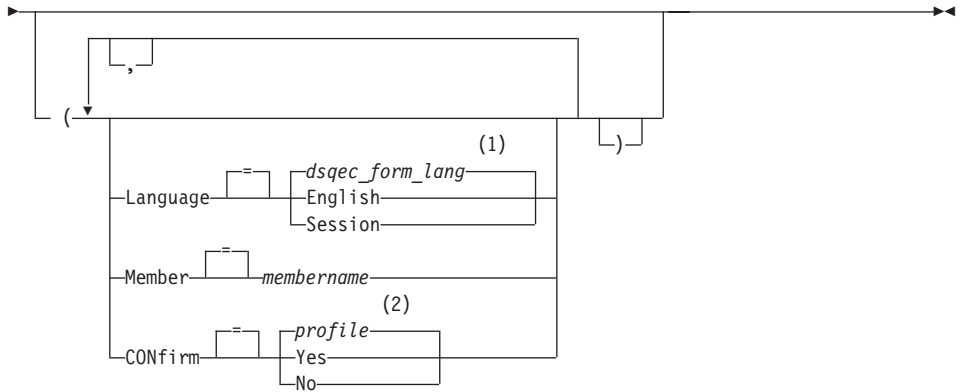 ,
(
)
(1)
Language = dsqec_form_lang
English
Session
Member = membername
(2)
CONfirm = profile
Yes
No